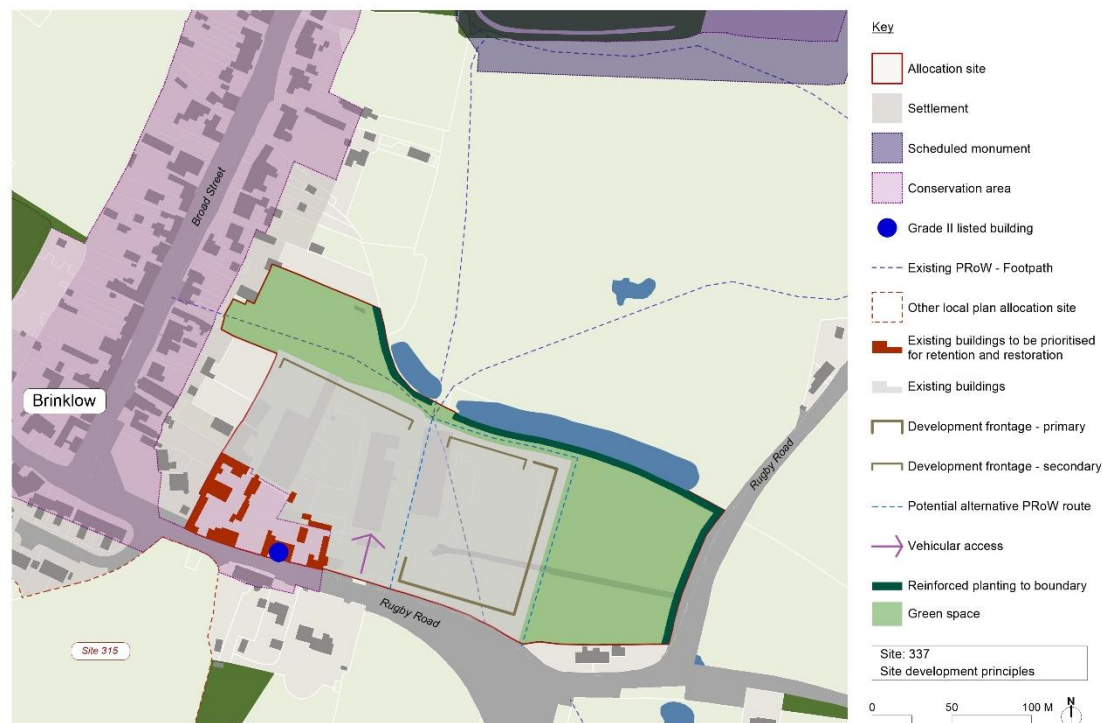 Broad Street
Brinklow
Rugby Road
Rugby Road
Site 315
Key
Allocation site
Settlement
Scheduled monument
Conservation area
Grade II listed building
Existing PRoW - Footpath
Other local plan allocation site
Existing buildings to be prioritised
for retention and restoration
Existing buildings
Development frontage - primary
Development frontage - secondary
Potential alternative PRoW route
Vehicular access
Reinforced planting to boundary
Green space
Site: 337
Site development principles
0 50 100 M N